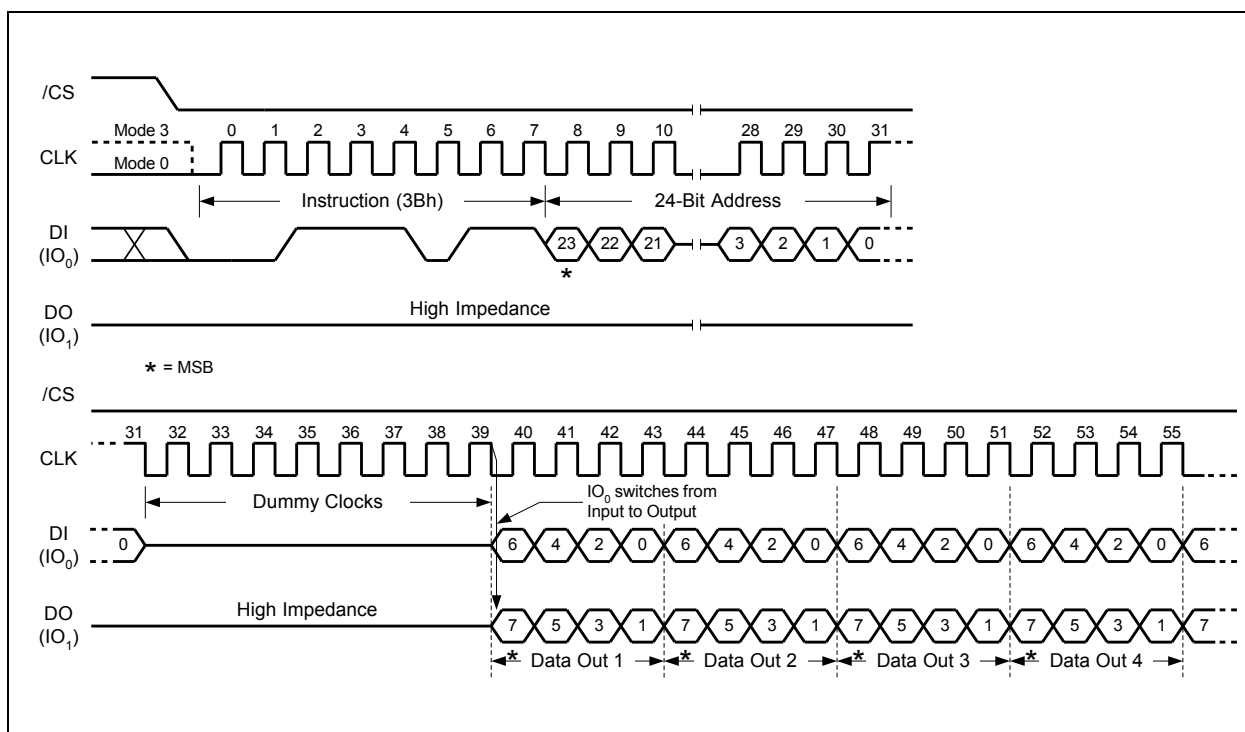 /CS
Mode 3 0 1 2 3 4 5 6 7 8 9 10 28 29 30 31
CLK
Mode 0
Instruction (3Bh) 24-Bit Address
DI
(IO0) 23 22 21 3 2 1 0
*
DO
(IO1)
High Impedance
* = MSB
/CS
31 32 33 34 35 36 37 38 39 40 41 42 43 44 45 46 47 48 49 50 51 52 53 54 55
CLK
Dummy Clocks
IO0 switches from
Input to Output
DI
(IO0) 0 6 4 2 0 6 4 2 0 6 4 2 0 6 4 2 0 6
DO
(IO1)
High Impedance 7 5 3 1 7 5 3 1 7 5 3 1 7 5 3 1 7
* Data Out 1 * Data Out 2 * Data Out 3 * Data Out 4